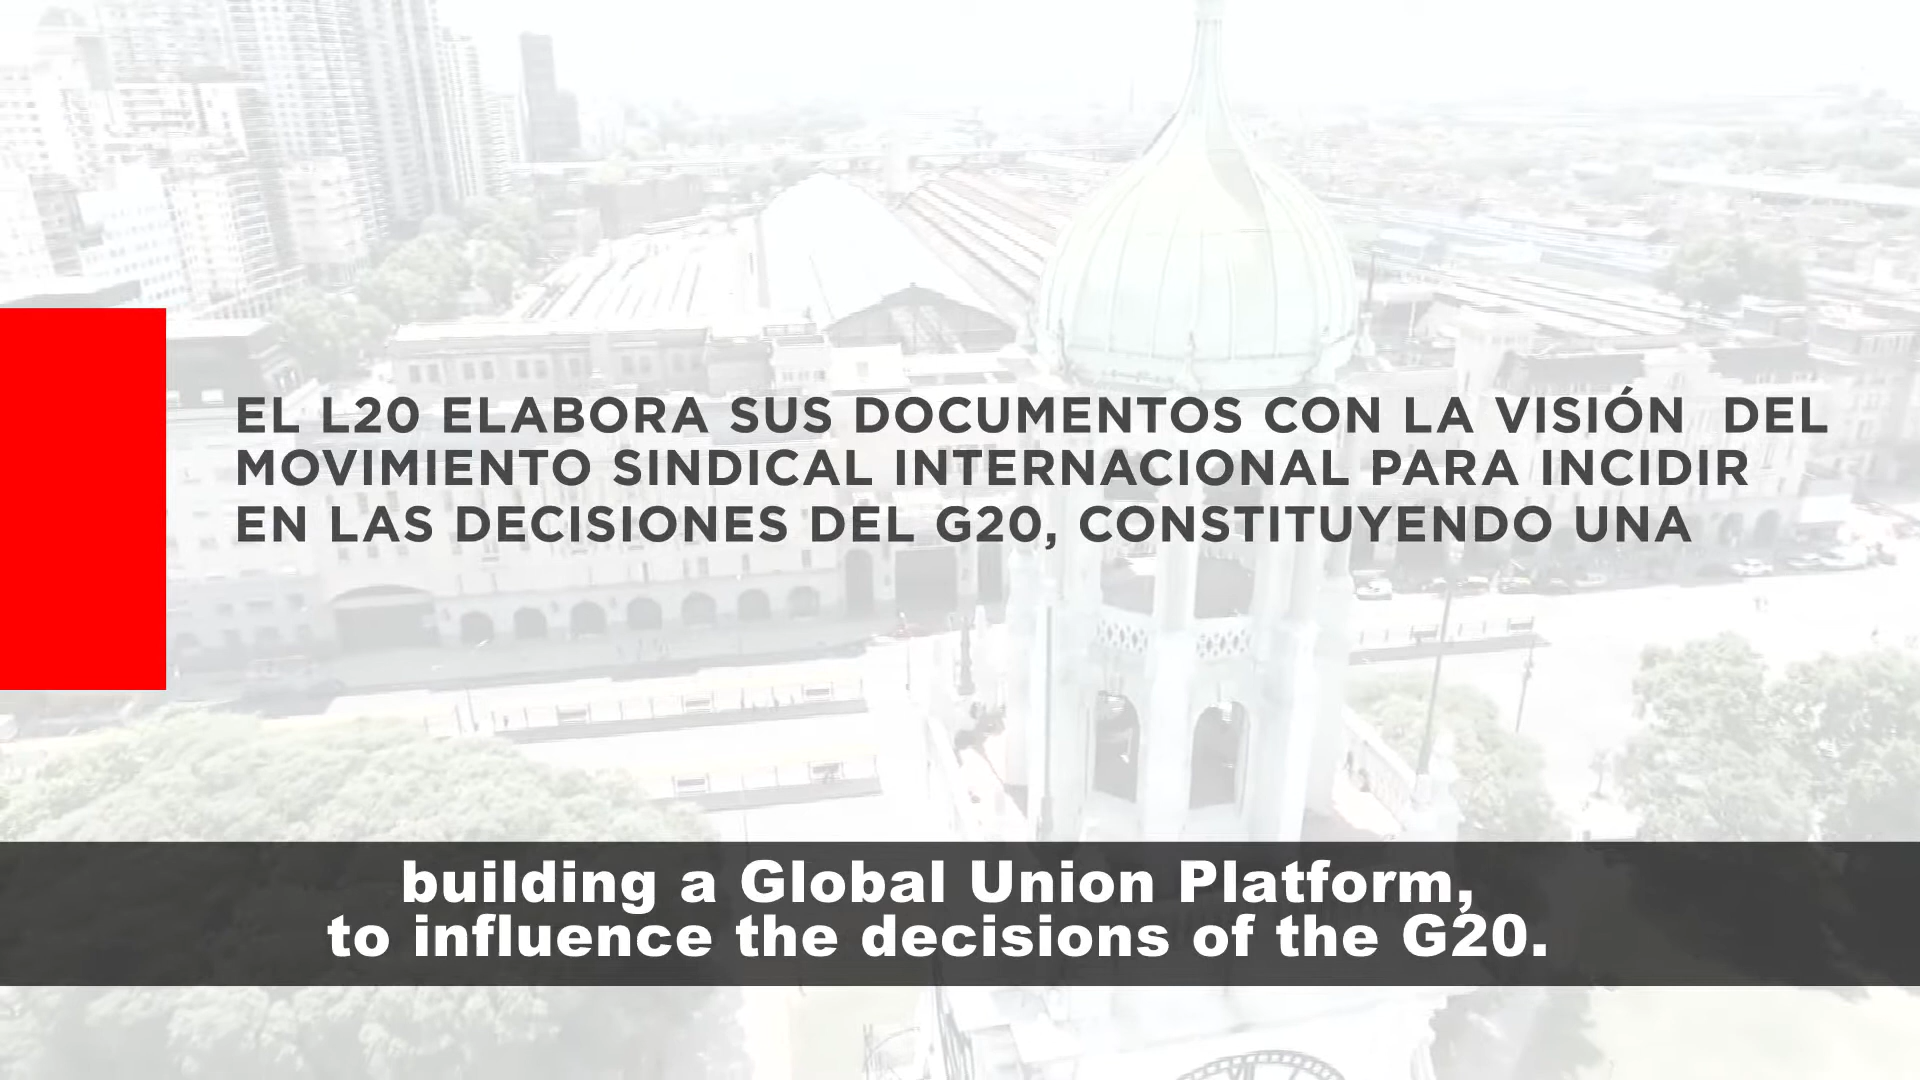 EL L20 ELABORA SUS DOCUMENTOS CON LA VISIÓN DEL
MOVIMIENTO SINDICAL INTERNACIONAL PARA INCIDIR
EN LAS DECISIONES DEL G20, CONSTITUYENDO UNA
building a Global Union Platform,
to influence the decisions of the G20.